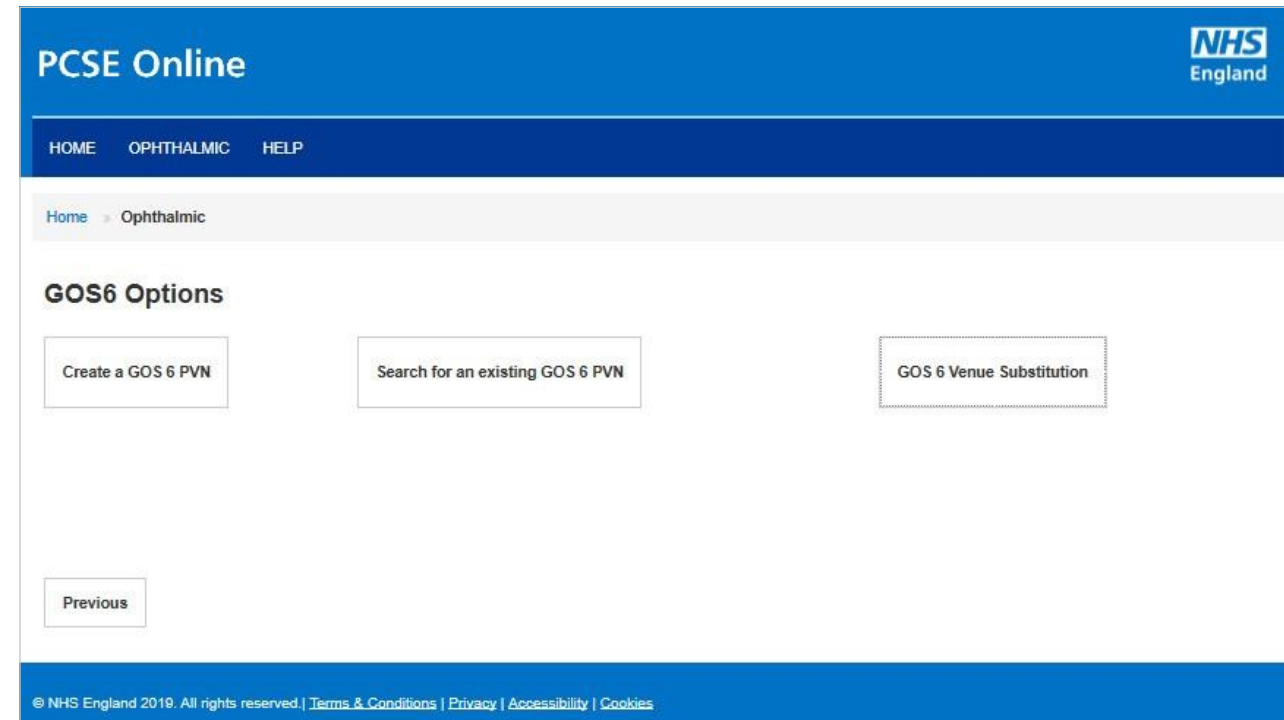 PCSE Online
NHS
England
HOME OPHTHALMIC HELP
Home » Ophthalmic
GOS6 Options
Create a GOS 6 PVN
Search for an existing GOS 6 PVN
GOS 6 Venue Substitution
Previous
© NHS England 2019. All rights reserved.| Terms & Conditions | Privacy | Accessibility | Cookies